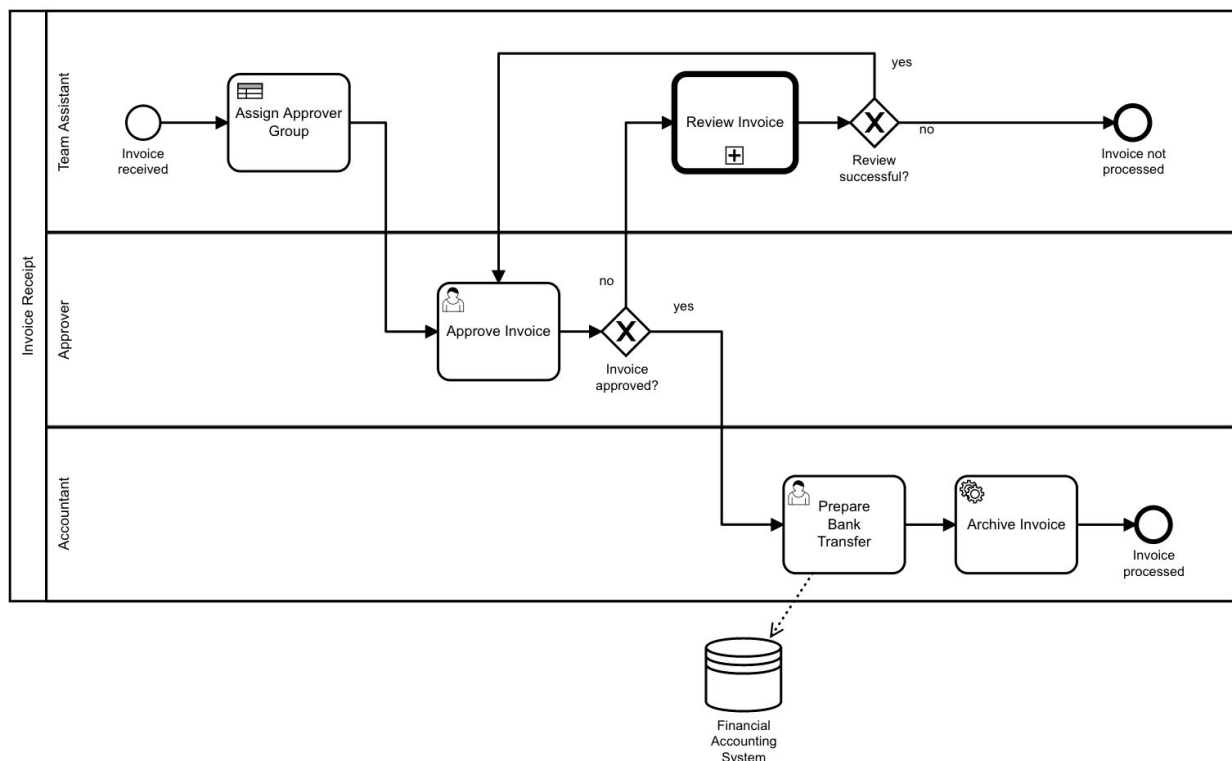 Invoice Receipt
Team Assistant
Invoice
received
Assign Approver
Group
Review Invoice
yes
no
Review
successful?
Invoice not
processed
Approver
Approve Invoice
no
yes
Invoice
approved?
Accountant
Prepare
Bank
Transfer
Archive Invoice
Invoice
processed
Financial
Accounting
System